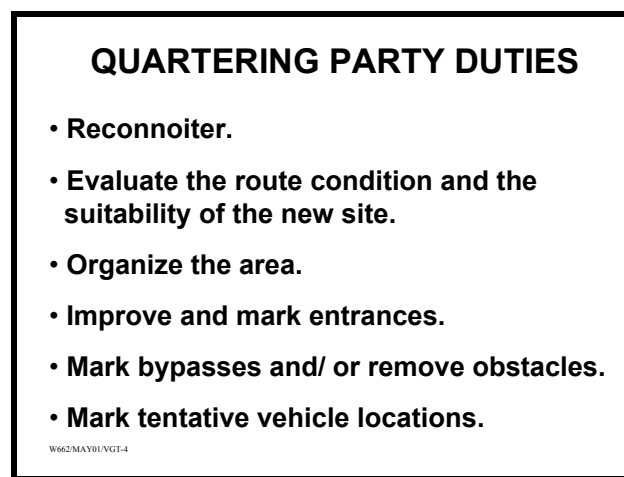 QUARTERING PARTY DUTIES
• Reconnoiter.
• Evaluate the route condition and the
suitability of the new site.
• Organize the area.
• Improve and mark entrances.
• Mark bypasses and/ or remove obstacles.
• Mark tentative vehicle locations.
W662/MAY01/VGT-4